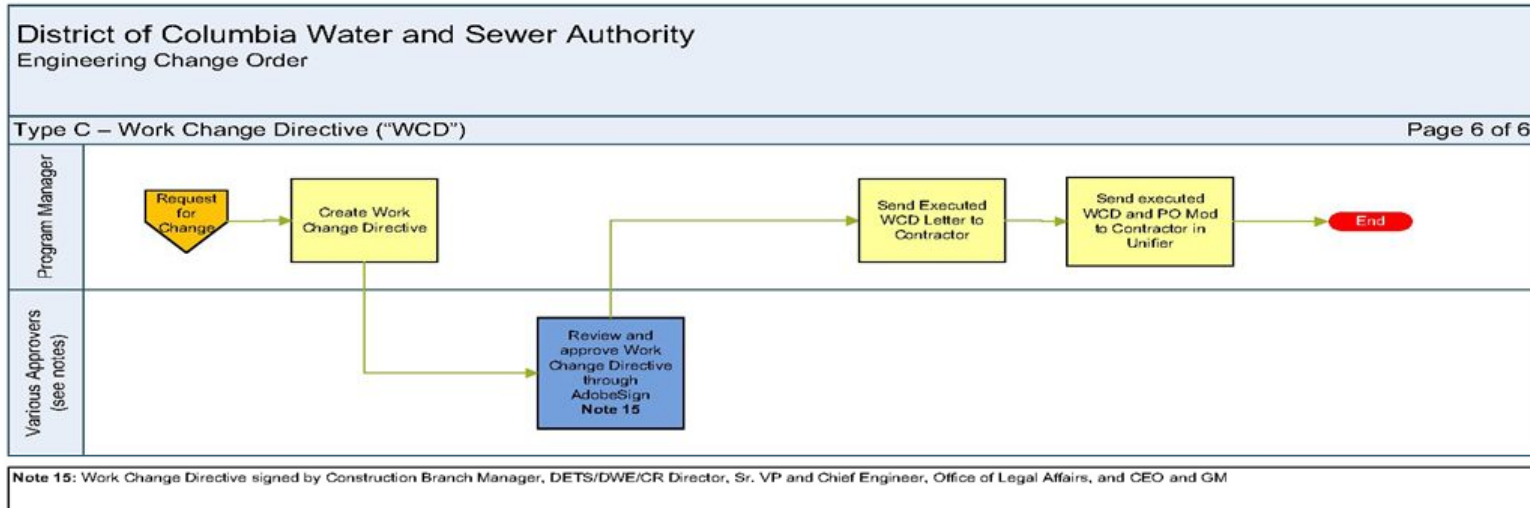 District of Columbia Water and Sewer Authority
Engineering Change Order
Type C – Work Change Directive ("WCD")
Page 6 of 6
Program Manager
Request
for
Change
Create Work
Change Directive
Send Executed
WCD Letter to
Contractor
Send executed
WCD and PO Mod
to Contractor in
Unifier
End
Various Approvers
(see notes)
Review and
approve Work
Change Directive
through
AdobeSign
Note 15
Note 15: Work Change Directive signed by Construction Branch Manager, DETS/DWE/CR Director, Sr. VP and Chief Engineer, Office of Legal Affairs, and CEO and GM